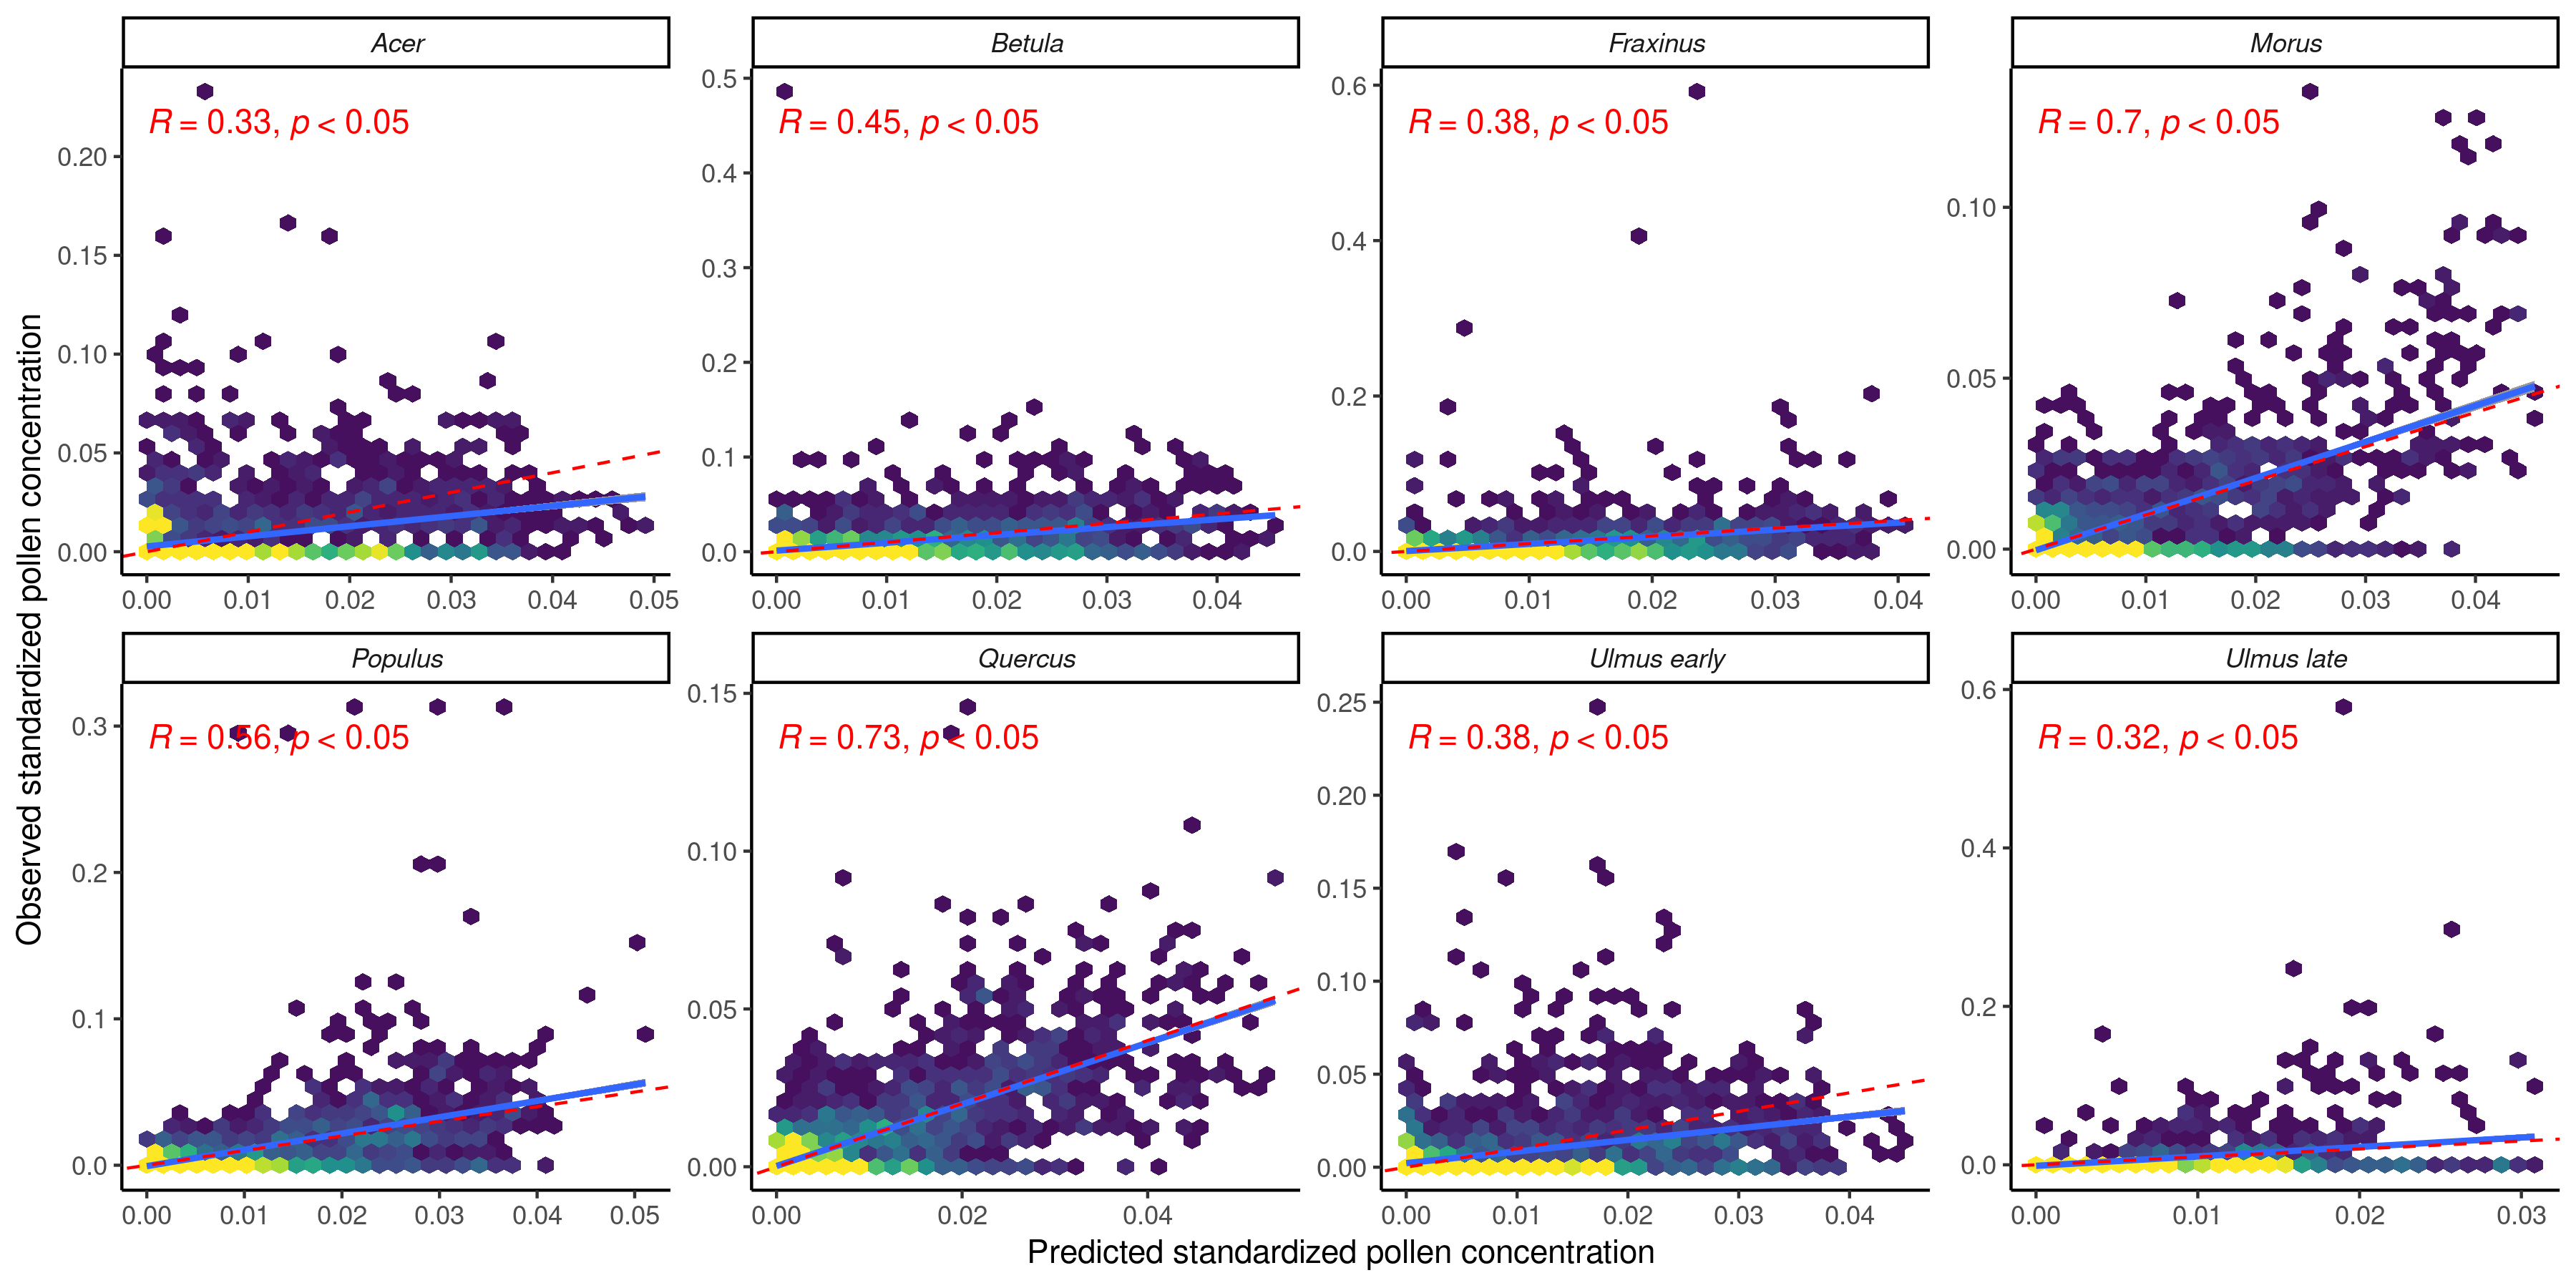 Acer
Betula
Fraxinus
Morus
R = 0.33, p < 0.05
R = 0.45, p < 0.05
R = 0.38, p < 0.05
R = 0.7, p < 0.05
0.20
0.15
0.10
0.05
0.00
0.5
0.4
0.3
0.2
0.1
0.0
0.6
0.4
0.2
0.0
0.10
0.05
0.00
0.00 0.01 0.02 0.03 0.04 0.05
0.00 0.01 0.02 0.03 0.04
0.00 0.01 0.02 0.03 0.04
0.00 0.01 0.02 0.03 0.04
Observed standardized pollen concentration
Populus
Quercus
Ulmus early
Ulmus late
R = 0.56, p < 0.05
R = 0.73, p < 0.05
R = 0.38, p < 0.05
R = 0.32, p < 0.05
0.3
0.2
0.1
0.0
0.15
0.10
0.05
0.00
0.25
0.20
0.15
0.10
0.05
0.00
0.6
0.4
0.2
0.0
0.00 0.01 0.02 0.03 0.04 0.05
0.00 0.02 0.04
0.00 0.01 0.02 0.03 0.04
0.00 0.01 0.02 0.03
Predicted standardized pollen concentration